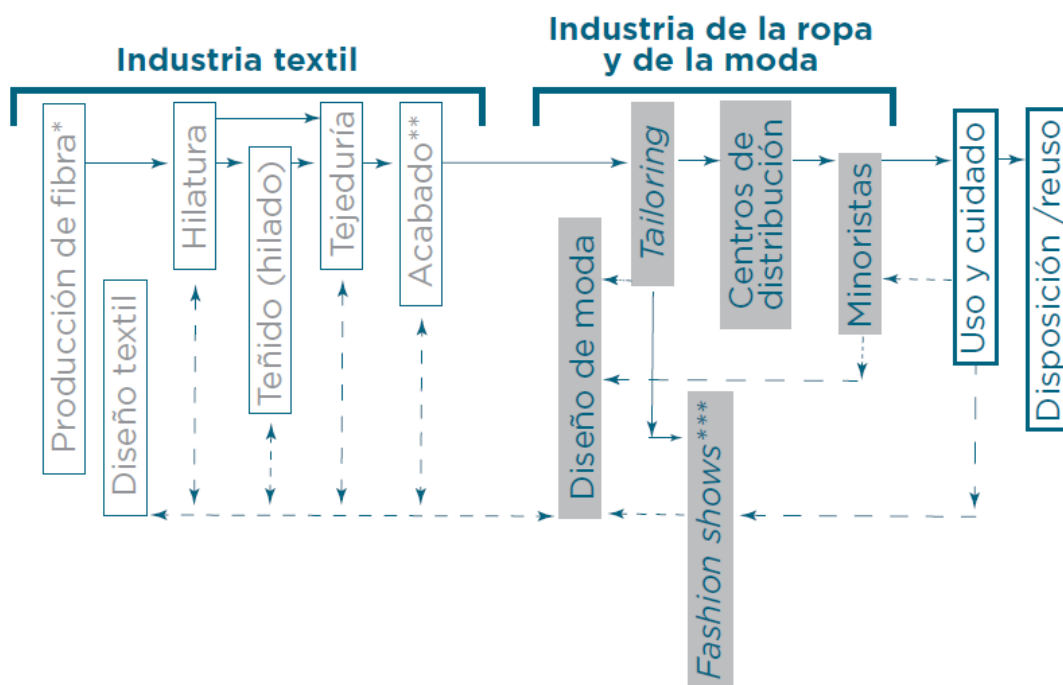 Industria textil
Industria de la ropa
y de la moda
Producción de fibra*
Diseño textil
Hilatura
Teñido (hilado)
Tejeduría
Acabado**
Diseño de moda
Tailoring
Fashion shows***
Centros de
distribución
Minoristas
Uso y cuidado
Disposición /reuso